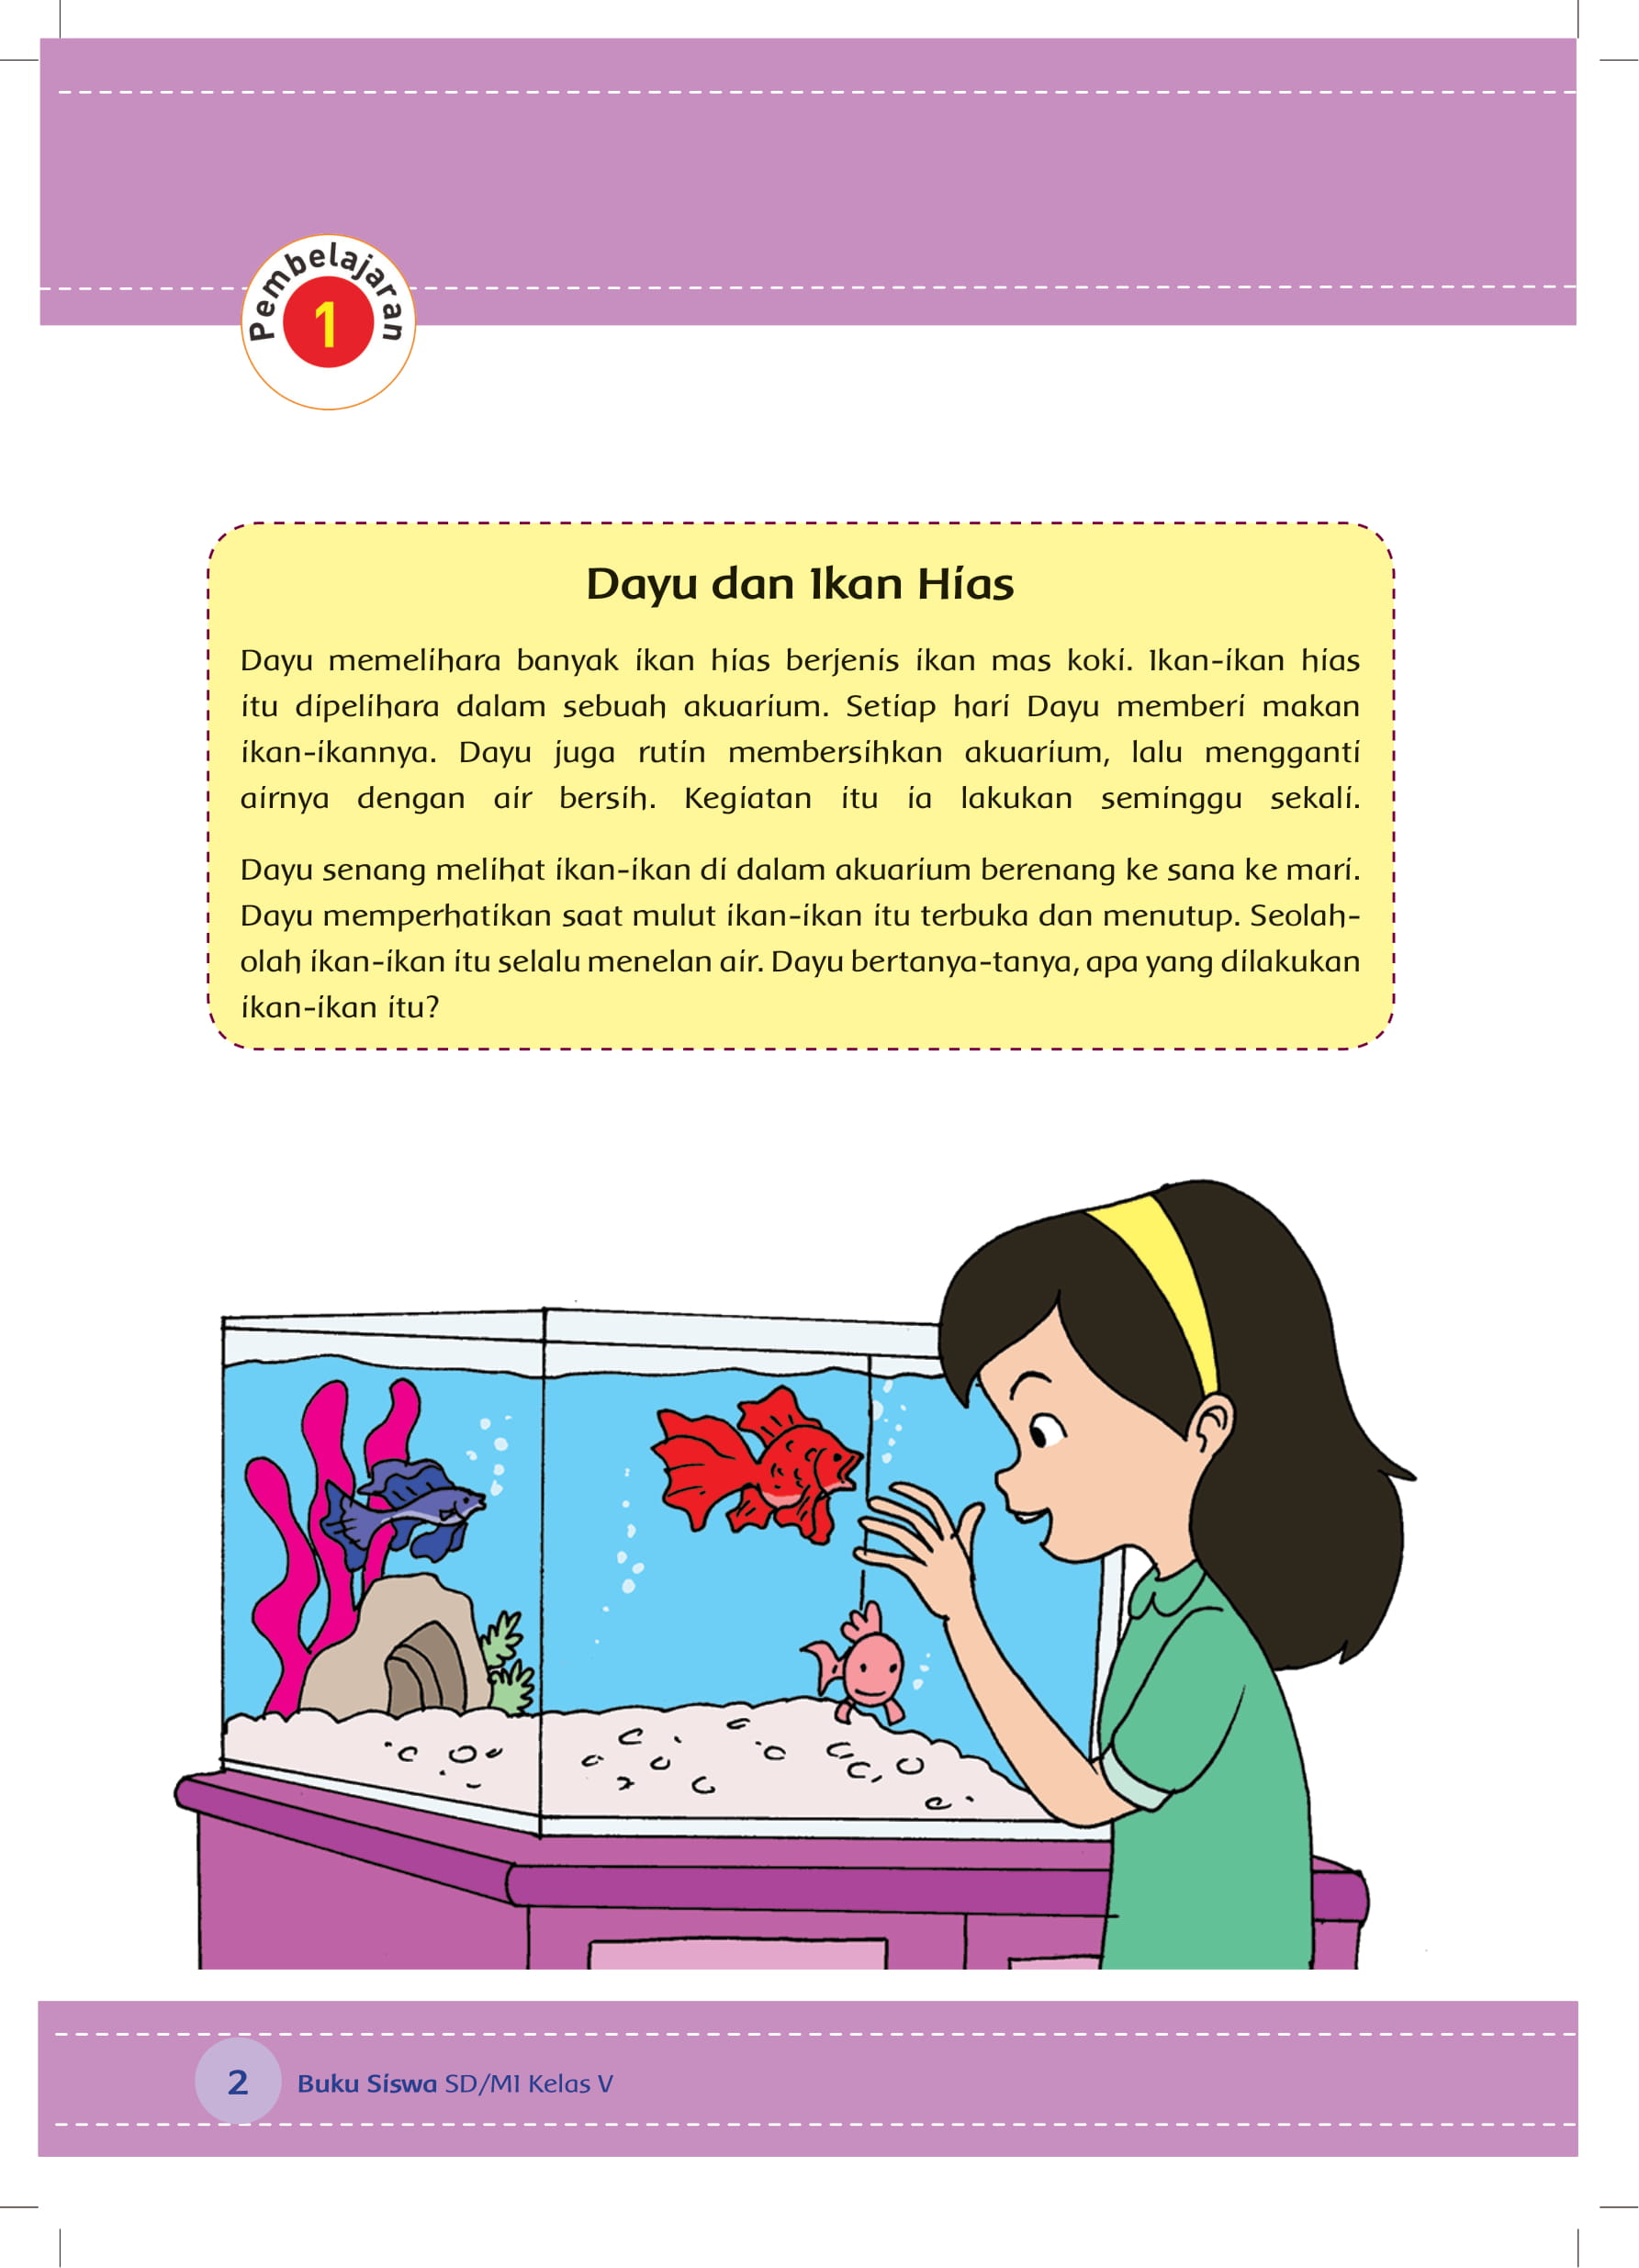 Pembelajaran
1
Dayu dan Ikan Hias
Dayu memelihara banyak ikan hias berjenis ikan mas koki. Ikan-ikan hias
itu dipelihara dalam sebuah akuarium. Setiap hari Dayu memberi makan
ikan-ikannya. Dayu juga rutin membersihkan akuarium, lalu mengganti
airnya dengan air bersih. Kegiatan itu ia lakukan seminggu sekali.
Dayu senang melihat ikan-ikan di dalam akuarium berenang ke sana ke mari.
Dayu memperhatikan saat mulut ikan-ikan itu terbuka dan menutup. Seolah-
olah ikan-ikan itu selalu menelan air. Dayu bertanya-tanya, apa yang dilakukan
ikan-ikan itu?
2 Buku Siswa SD/MI Kelas V